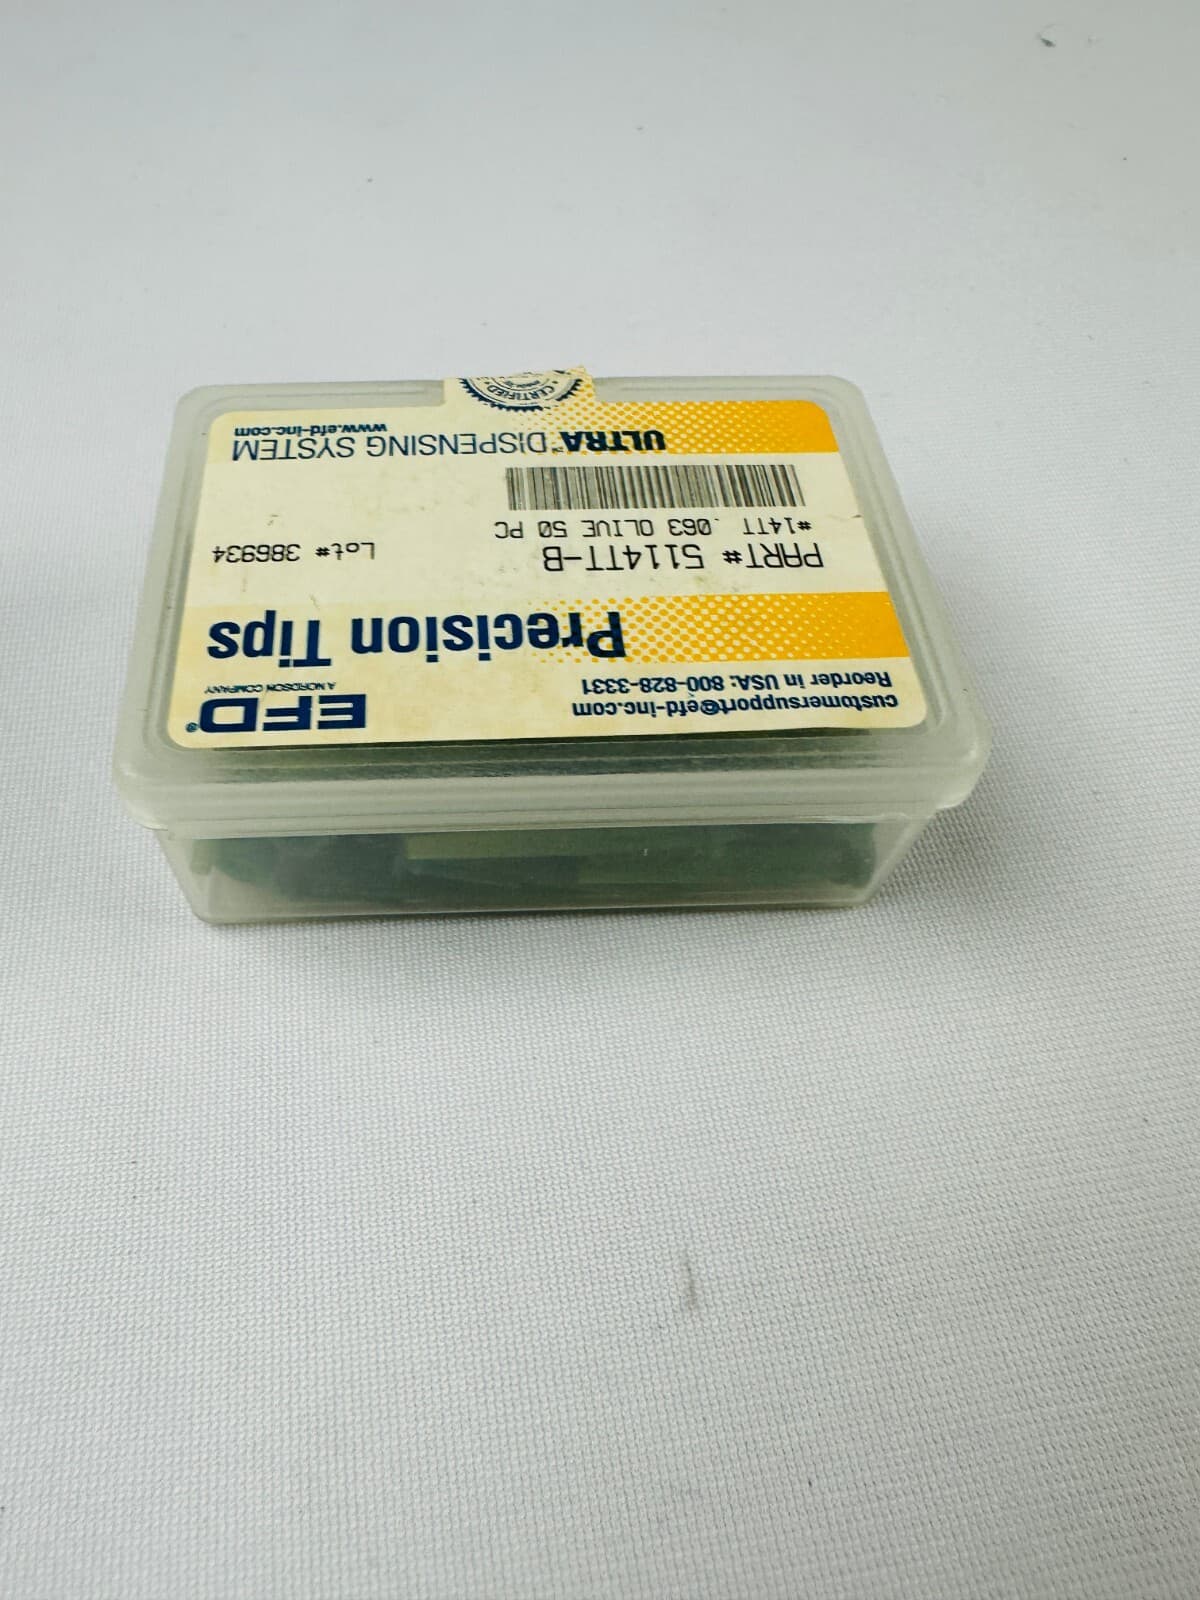 customersupport@efd-inc.com
Reorder in USA: 800-828-3331
EFD®
A NORDSON COMPANY
Precision Tips
PART# 5114TT-B
Lot# 386934
#14TT .063 OLIVE 50 PC
ULTRA™ DISPENSING SYSTEM
www.efd-inc.com
CERTIFIED